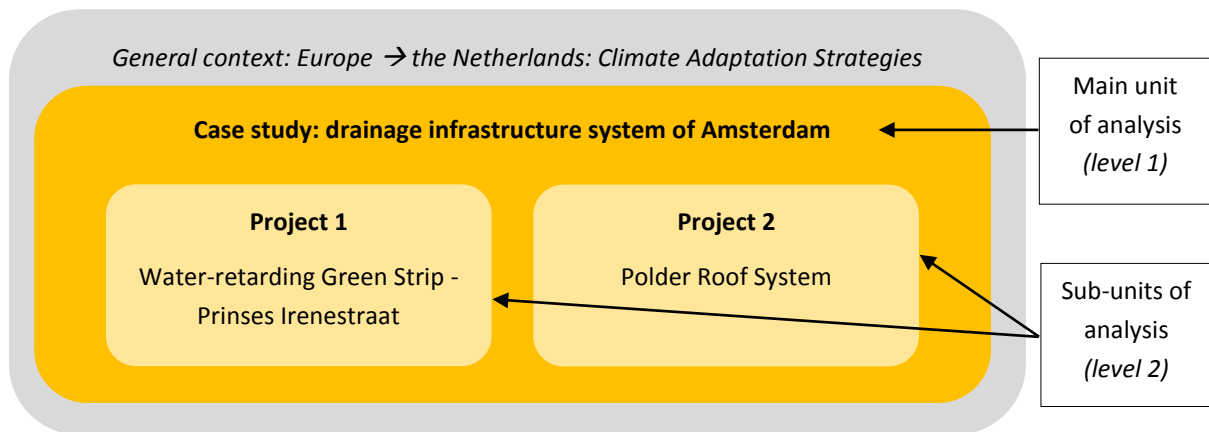 General context: Europe → the Netherlands: Climate Adaptation Strategies
Case study: drainage infrastructure system of Amsterdam
Project 1
Water-retarding Green Strip -
Prinses Irenestraat
Project 2
Polder Roof System
Main unit
of analysis
(level 1)
Sub-units of
analysis
(level 2)